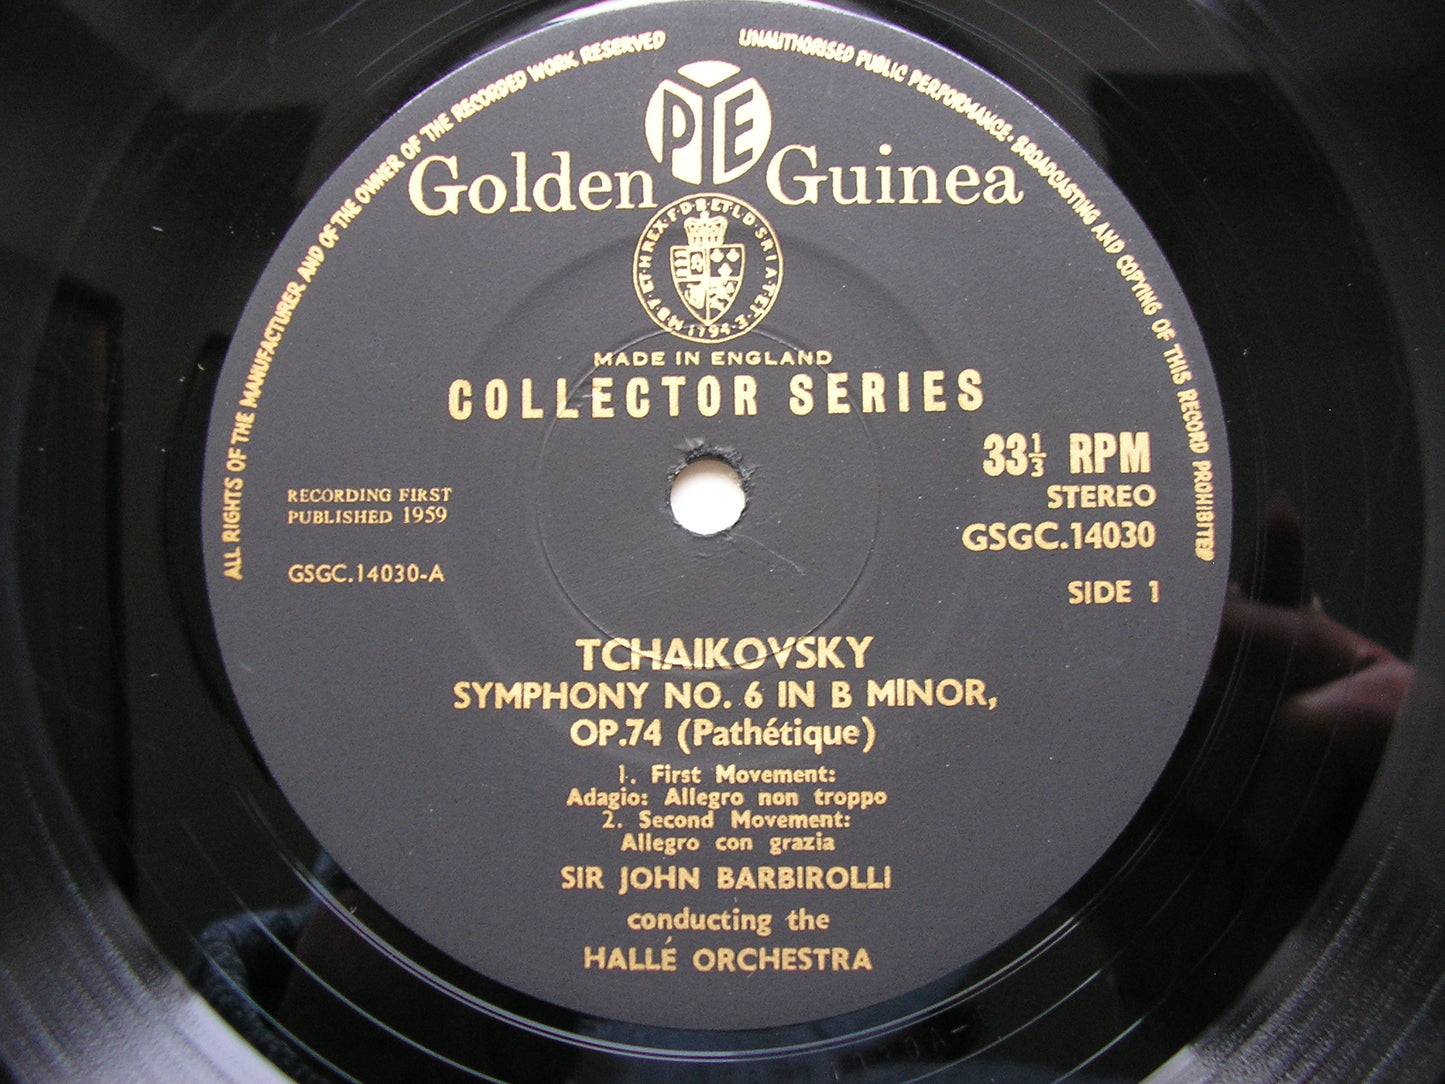 ALL RIGHTS OF THE MANUFACTURER AND OF THE OWNER OF THE RECORDED WORK RESERVED
UNAUTHORISED PUBLIC PERFORMANCE · BROADCASTING AND COPYING OF THIS RECORD PROHIBITED
PYE
Golden Guinea
1794
MADE IN ENGLAND
COLLECTOR SERIES
33⅓ RPM
STEREO
GSGC.14030
SIDE 1
RECORDING FIRST
PUBLISHED 1959
GSGC.14030-A
TCHAIKOVSKY
SYMPHONY NO. 6 IN B MINOR,
OP.74 (Pathétique)
1. First Movement:
Adagio: Allegro non troppo
2. Second Movement:
Allegro con grazia
SIR JOHN BARBIROLLI
conducting the
HALLÉ ORCHESTRA